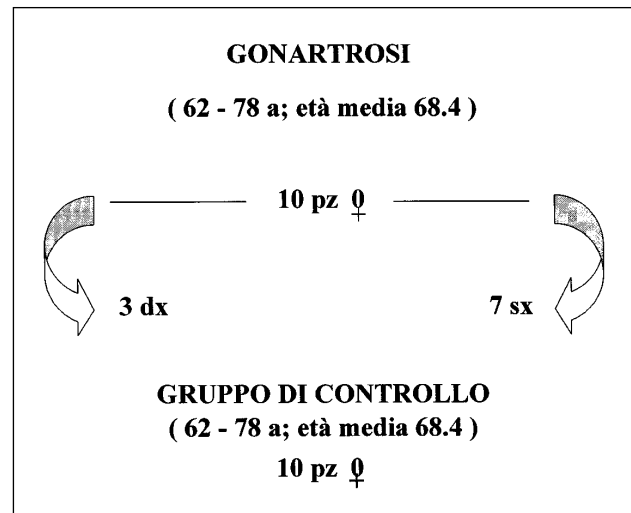 GONARTROSI
( 62 - 78 a; età media 68.4 )
10 pz ♀
3 dx 7 sx
GRUPPO DI CONTROLLO
( 62 - 78 a; età media 68.4 )
10 pz ♀